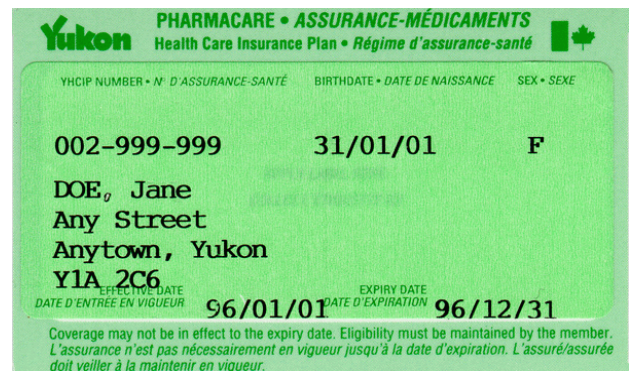 Yukon
PHARMACARE • ASSURANCE-MÉDICAMENTS
Health Care Insurance Plan • Régime d'assurance-santé
YHCIP NUMBER • N° D'ASSURANCE-SANTÉ BIRTHDATE • DATE DE NAISSANCE SEX • SEXE
002-999-999 31/01/01 F
DOE, Jane
Any Street
Anytown, Yukon
Y1A 2C6
EFFECTIVE DATE EXPIRY DATE
DATE D'ENTRÉE EN VIGUEUR 96/01/01 DATE D'EXPIRATION 96/12/31
Coverage may not be in effect to the expiry date. Eligibility must be maintained by the member.
L'assurance n'est pas nécessairement en vigueur jusqu'à la date d'expiration. L'assuré/assurée
doit veiller à la maintenir en vigueur.